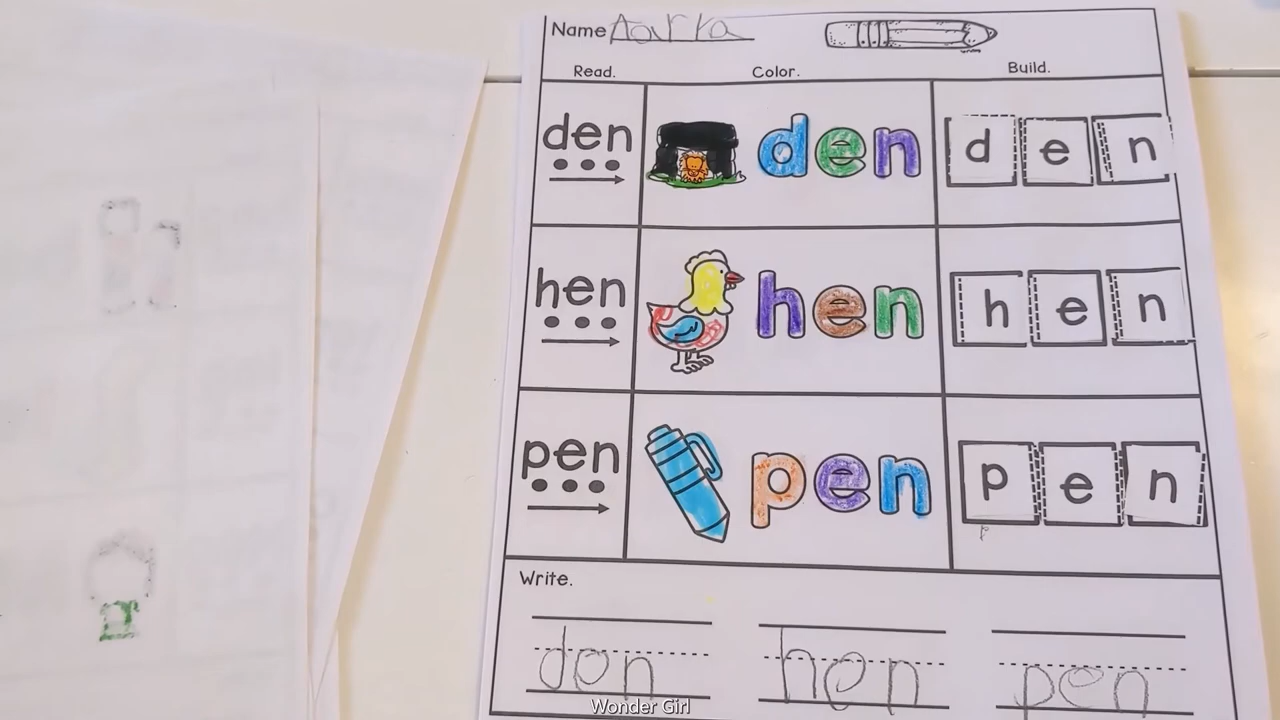 Name Aarka
Read. Color. Build.
den den d e n
hen hen h e n
pen pen p e n
p
Write.
den hen pen
Wonder Girl